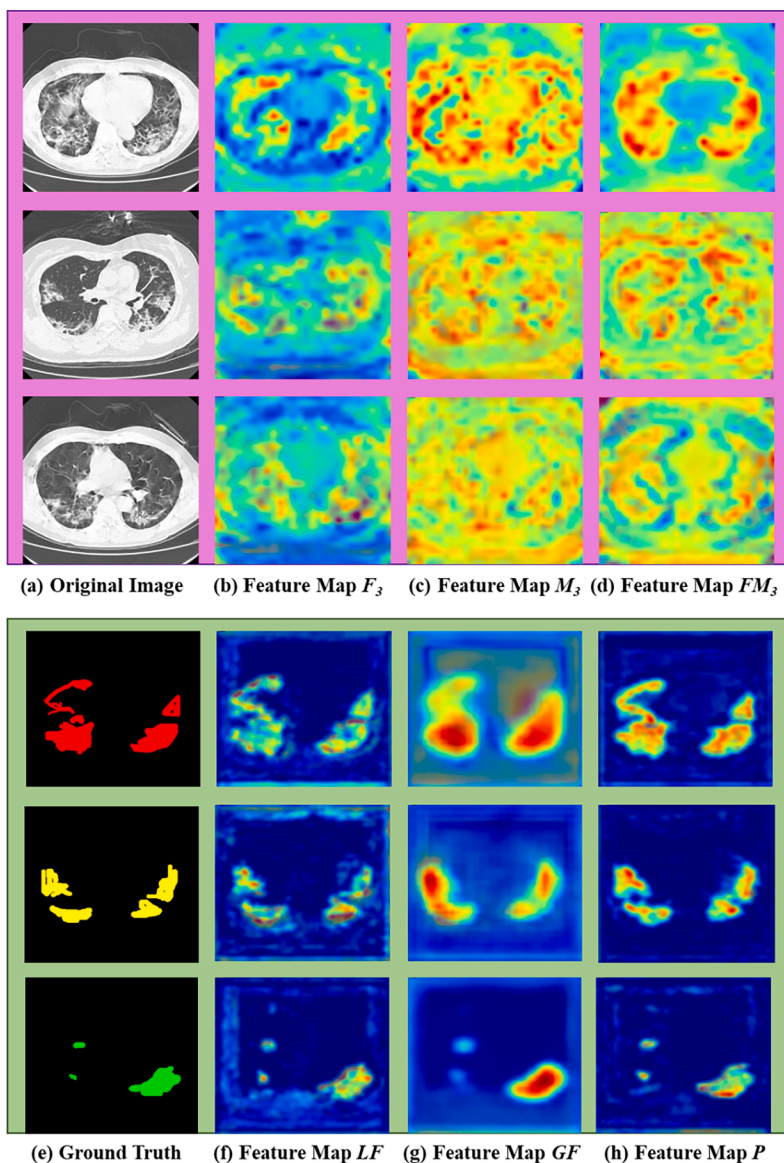 (a) Original Image (b) Feature Map F₃ (c) Feature Map M₃ (d) Feature Map FM₃
(e) Ground Truth (f) Feature Map LF (g) Feature Map GF (h) Feature Map P